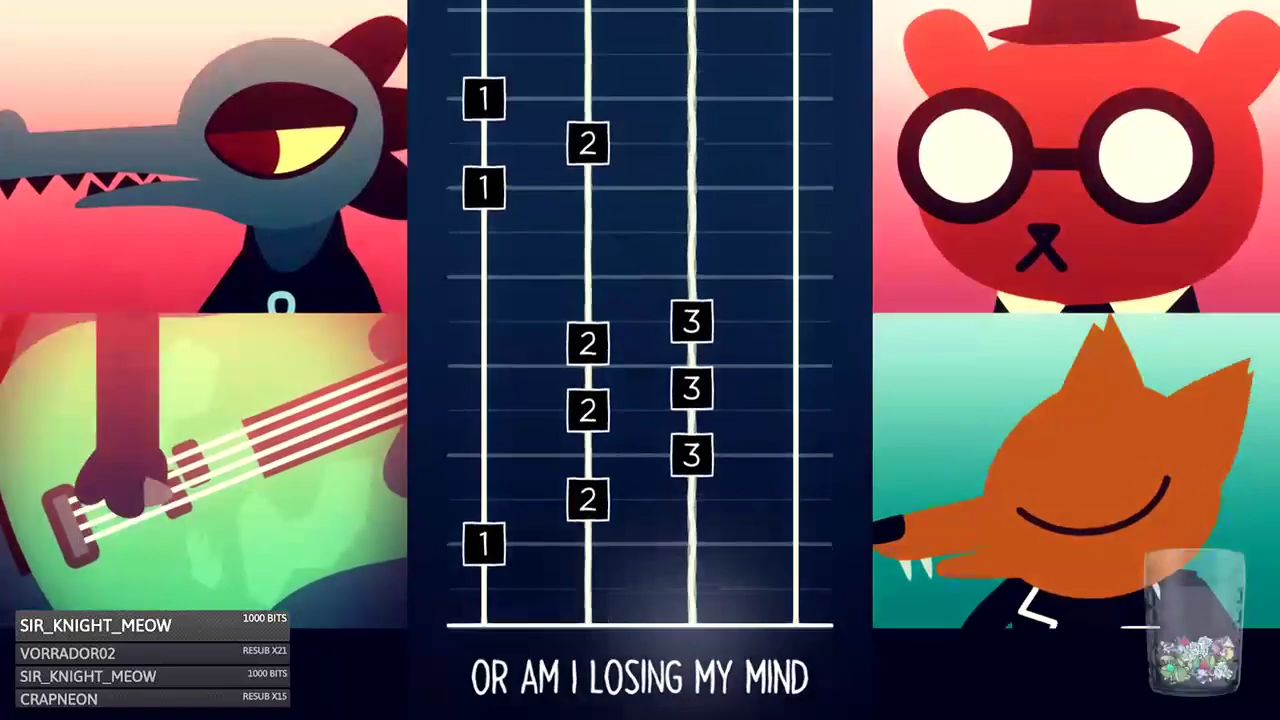 1
2
1
3
2
3
2
3
2
1
OR AM I LOSING MY MIND
SIR_KNIGHT_MEOW 1000 BITS
VORRADOR02 RESUB X21
SIR_KNIGHT_MEOW 1000 BITS
CRAPNEON RESUB X15